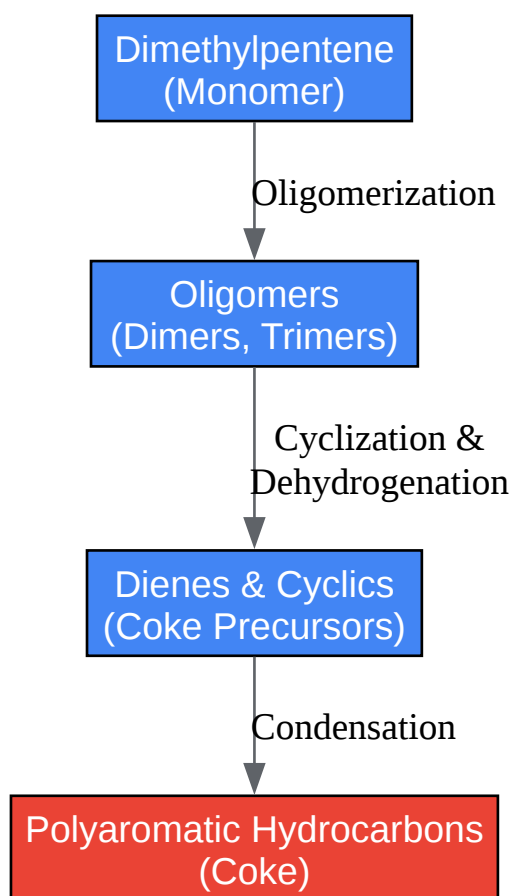 Dimethylpentene
(Monomer)
Oligomerization
Oligomers
(Dimers, Trimers)
Cyclization &
Dehydrogenation
Dienes & Cyclics
(Coke Precursors)
Condensation
Polyaromatic Hydrocarbons
(Coke)